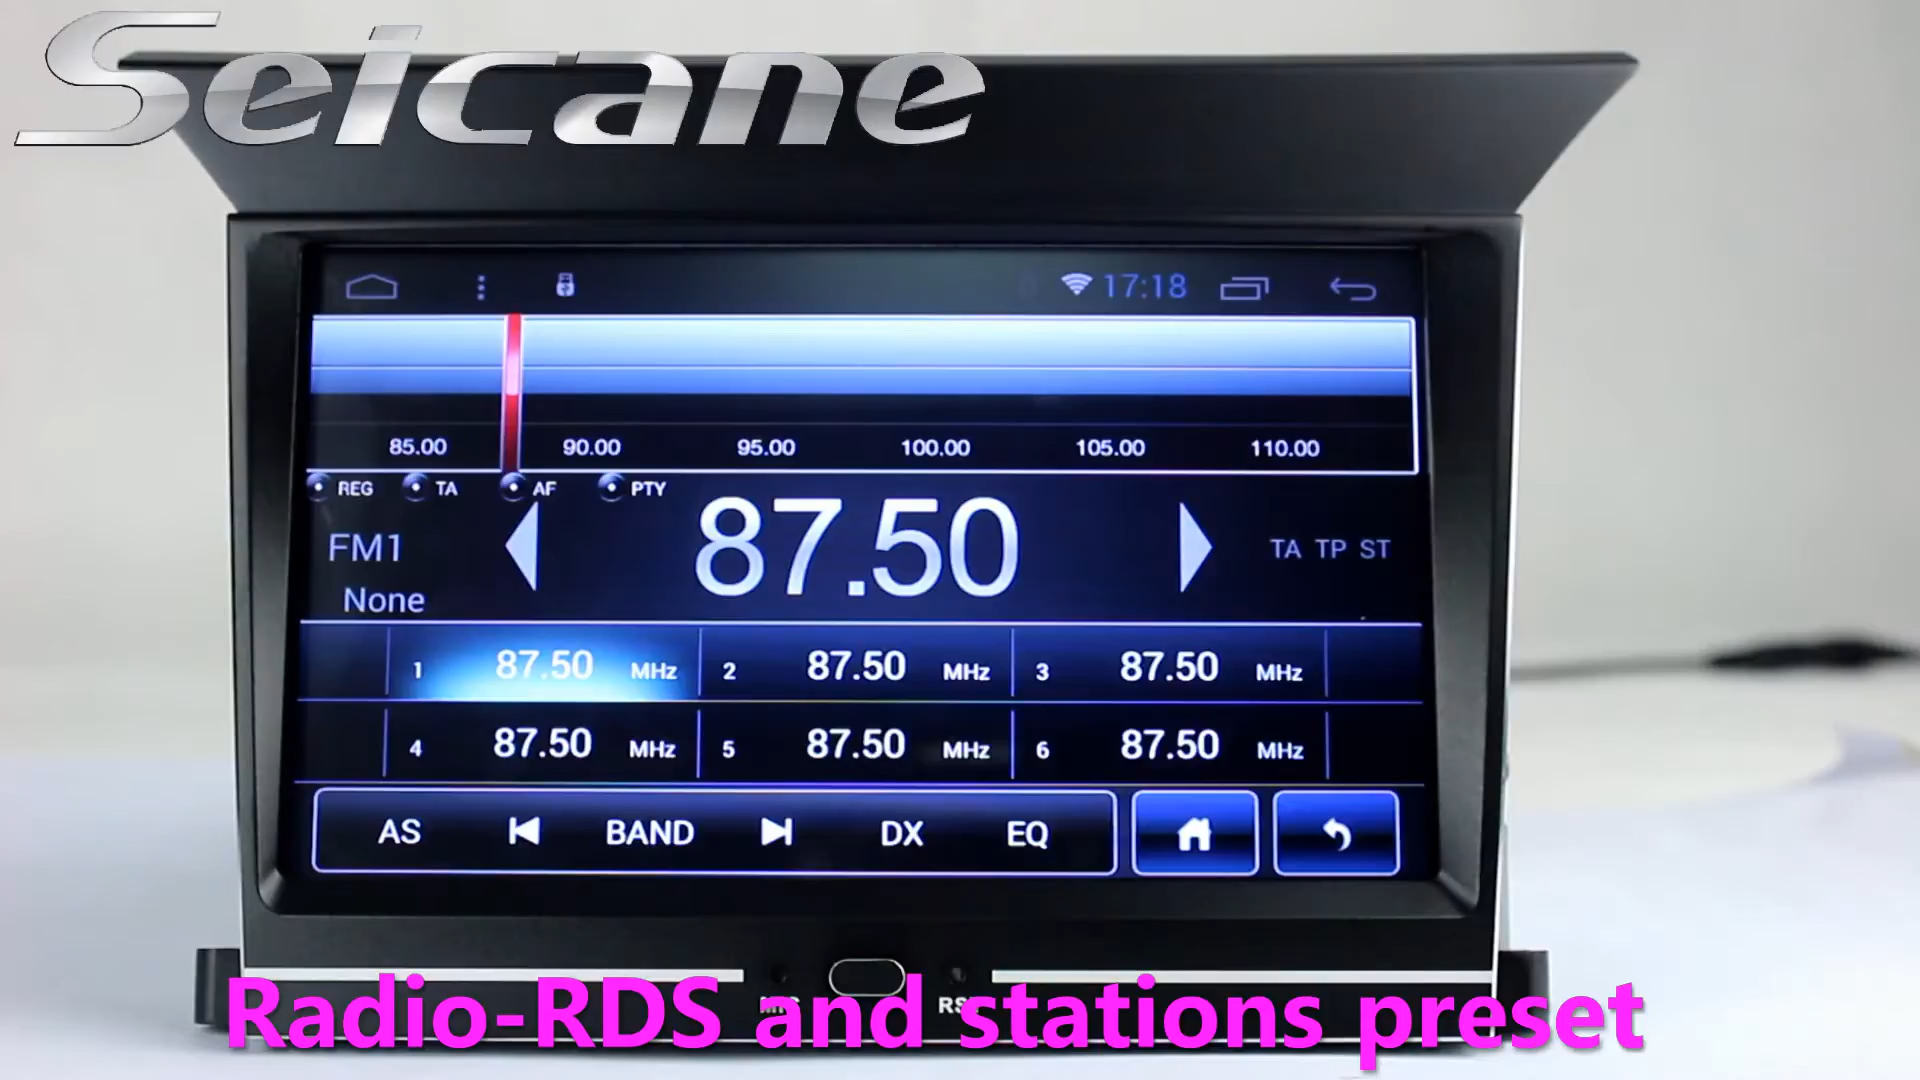 Seicane
17:18
85.00 90.00 95.00 100.00 105.00 110.00
REG TA AF PTY
FM1 87.50 TA TP ST
None
1 87.50 MHz 2 87.50 MHz 3 87.50 MHz
4 87.50 MHz 5 87.50 MHz 6 87.50 MHz
AS BAND DX EQ
Radio-RDS and stations preset